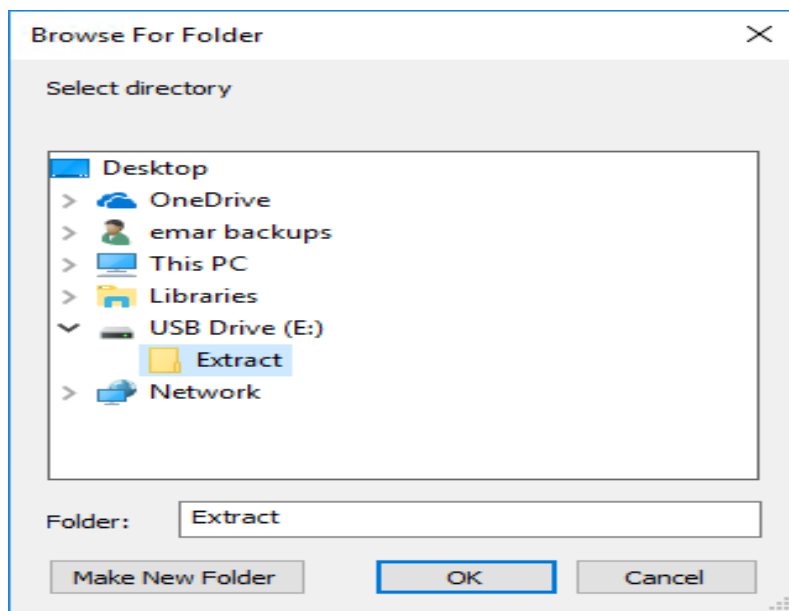 Browse For Folder
Select directory
Desktop
OneDrive
emar backups
This PC
Libraries
USB Drive (E:)
Extract
Network
Folder: Extract
Make New Folder OK Cancel